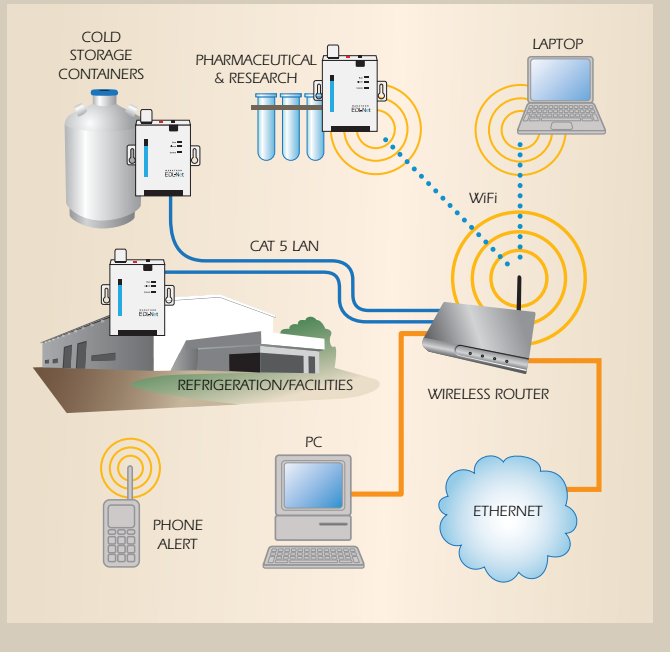 COLD
STORAGE
CONTAINERS
PHARMACEUTICAL
& RESEARCH
LAPTOP
WiFi
CAT 5 LAN
REFRIGERATION/FACILITIES
WIRELESS ROUTER
PC
PHONE
ALERT
ETHERNET